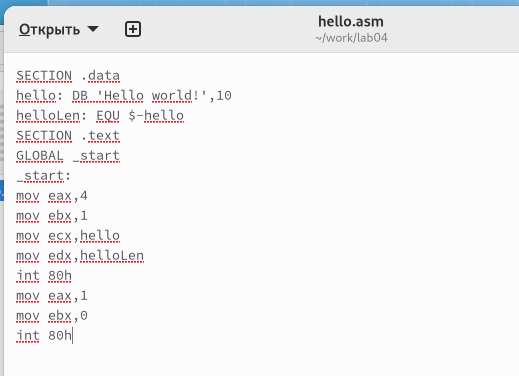 Открыть
hello.asm
~/work/lab04
SECTION .data
hello: DB 'Hello world!',10
helloLen: EQU $-hello
SECTION .text
GLOBAL _start
_start:
mov eax,4
mov ebx,1
mov ecx,hello
mov edx,helloLen
int 80h
mov eax,1
mov ebx,0
int 80h